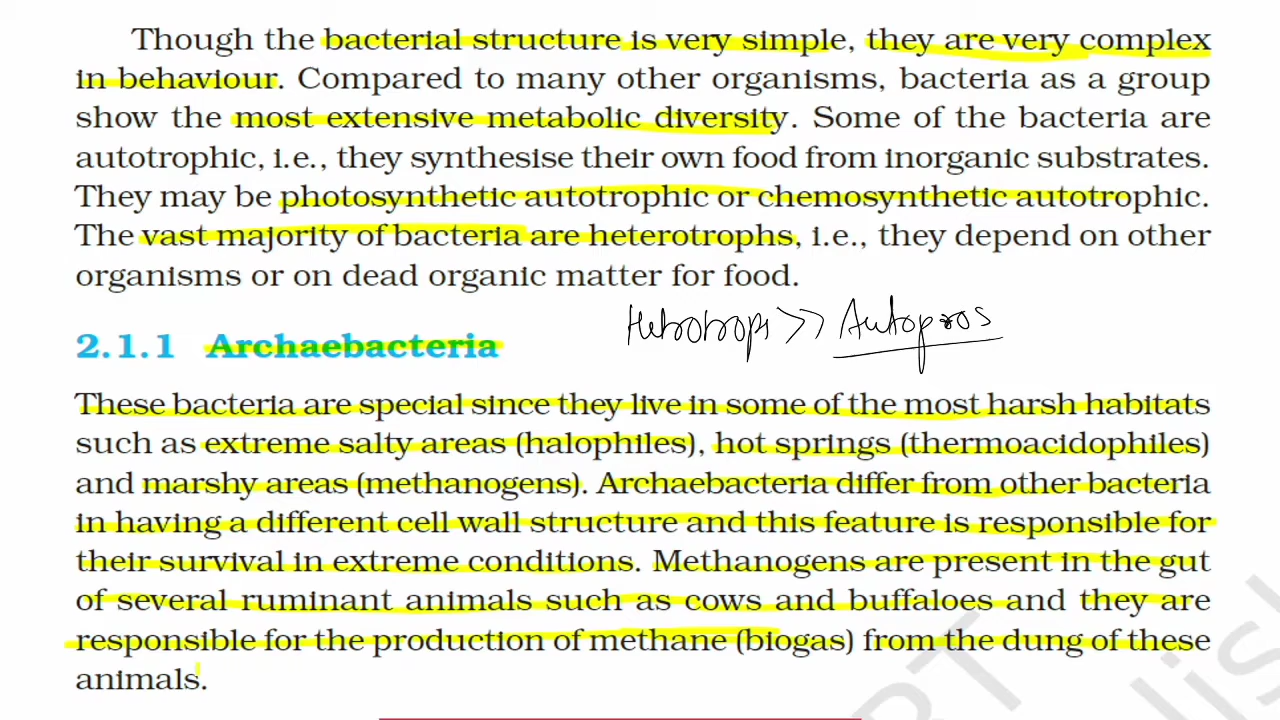 Though the bacterial structure is very simple, they are very complex
in behaviour. Compared to many other organisms, bacteria as a group
show the most extensive metabolic diversity. Some of the bacteria are
autotrophic, i.e., they synthesise their own food from inorganic substrates.
They may be photosynthetic autotrophic or chemosynthetic autotrophic.
The vast majority of bacteria are heterotrophs, i.e., they depend on other
organisms or on dead organic matter for food.
>>
2.1.1 Archaebacteria
These bacteria are special since they live in some of the most harsh habitats
such as extreme salty areas (halophiles), hot springs (thermoacidophiles)
and marshy areas (methanogens). Archaebacteria differ from other bacteria
in having a different cell wall structure and this feature is responsible for
their survival in extreme conditions. Methanogens are present in the gut
of several ruminant animals such as cows and buffaloes and they are
responsible for the production of methane (biogas) from the dung of these
animals.